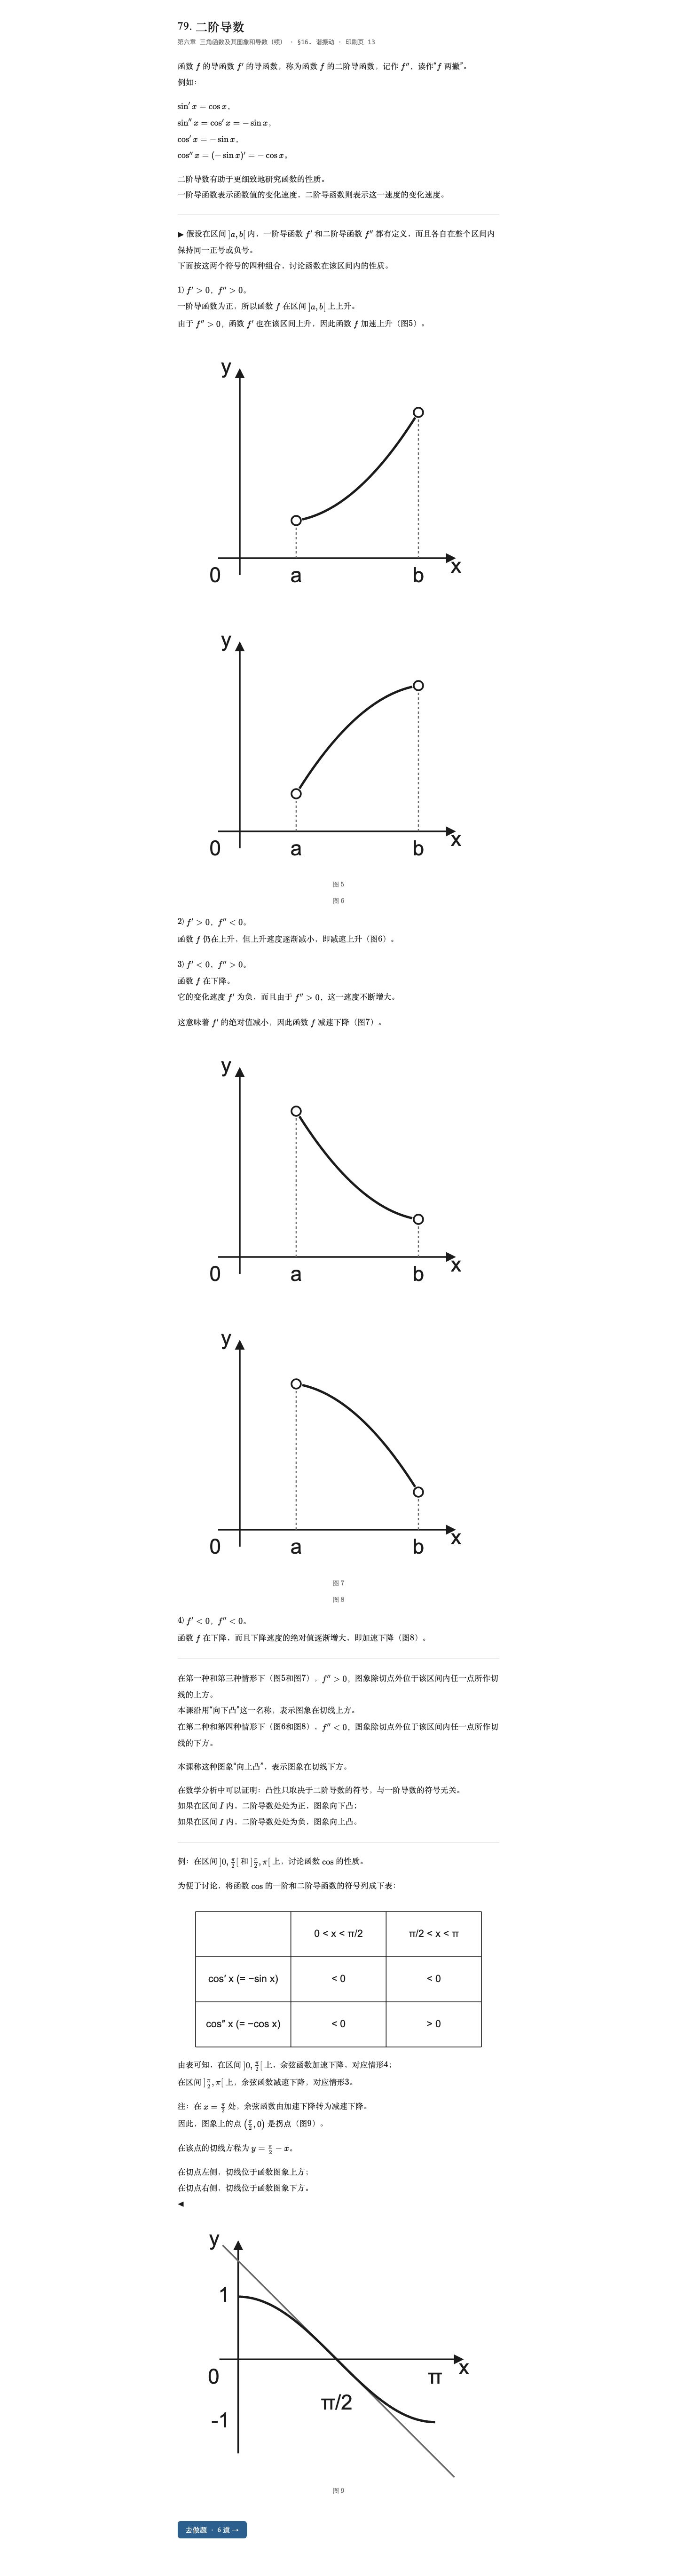 79. 二阶导数
第六章 三角函数及其图象和导数（续） · §16. 谐振动 · 印刷页 13
函数 f 的导函数 f′ 的导函数，称为函数 f 的二阶导函数，记作 f″，读作“f 两撇”。
例如：
sin′ x = cos x，
sin″ x = cos′ x = − sin x，
cos′ x = − sin x，
cos″ x = (− sin x)′ = − cos x。
二阶导数有助于更细致地研究函数的性质。
一阶导函数表示函数值的变化速度，二阶导函数则表示这一速度的变化速度。
▶ 假设在区间 ]a, b[ 内，一阶导函数 f′ 和二阶导函数 f″ 都有定义，而且各自在整个区间内
保持同一正号或负号。
下面按这两个符号的四种组合，讨论函数在该区间内的性质。
1) f′ > 0，f″ > 0。
一阶导函数为正，所以函数 f 在区间 ]a, b[ 上上升。
由于 f″ > 0，函数 f′ 也在该区间上升，因此函数 f 加速上升（图5）。
y
0 a b x
y
0 a b x
图 5
图 6
2) f′ > 0，f″ < 0。
函数 f 仍在上升，但上升速度逐渐减小，即减速上升（图6）。
3) f′ < 0，f″ > 0。
函数 f 在下降。
它的变化速度 f′ 为负，而且由于 f″ > 0，这一速度不断增大。
这意味着 f′ 的绝对值减小，因此函数 f 减速下降（图7）。
y
0 a b x
y
0 a b x
图 7
图 8
4) f′ < 0，f″ < 0。
函数 f 在下降，而且下降速度的绝对值逐渐增大，即加速下降（图8）。
在第一种和第三种情形下（图5和图7），f″ > 0，图象除切点外位于该区间内任一点所作切
线的上方。
本课沿用“向下凸”这一名称，表示图象在切线上方。
在第二种和第四种情形下（图6和图8），f″ < 0，图象除切点外位于该区间内任一点所作切
线的下方。
本课称这种图象“向上凸”，表示图象在切线下方。
在数学分析中可以证明：凸性只取决于二阶导数的符号，与一阶导数的符号无关。
如果在区间 I 内，二阶导数处处为正，图象向下凸；
如果在区间 I 内，二阶导数处处为负，图象向上凸。
例：在区间 ]0, π/2[ 和 ]π/2, π[ 上，讨论函数 cos 的性质。
为便于讨论，将函数 cos 的一阶和二阶导函数的符号列成下表：
0 < x < π/2 π/2 < x < π
cos′ x (= −sin x) < 0 < 0
cos″ x (= −cos x) < 0 > 0
由表可知，在区间 ]0, π/2[ 上，余弦函数加速下降，对应情形4；
在区间 ]π/2, π[ 上，余弦函数减速下降，对应情形3。
注：在 x = π/2 处，余弦函数由加速下降转为减速下降。
因此，图象上的点 (π/2, 0) 是拐点（图9）。
在该点的切线方程为 y = π/2 − x。
在切点左侧，切线位于函数图象上方；
在切点右侧，切线位于函数图象下方。
◀
y
1
0 π x
π/2
-1
图 9
去做题 · 6 道 →